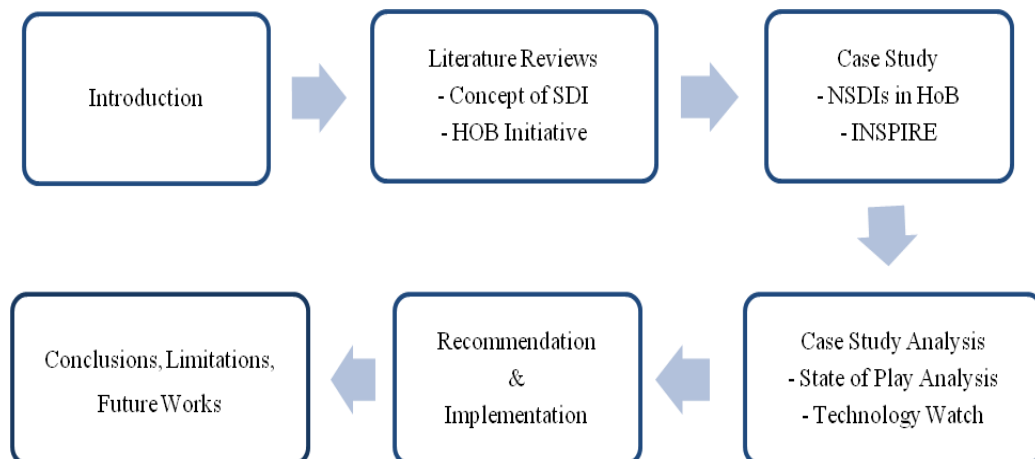 Introduction
Literature Reviews
- Concept of SDI
- HOB Initiative
Case Study
- NSDIs in HoB
- INSPIRE
Case Study Analysis
- State of Play Analysis
- Technology Watch
Recommendation
&
Implementation
Conclusions, Limitations,
Future Works